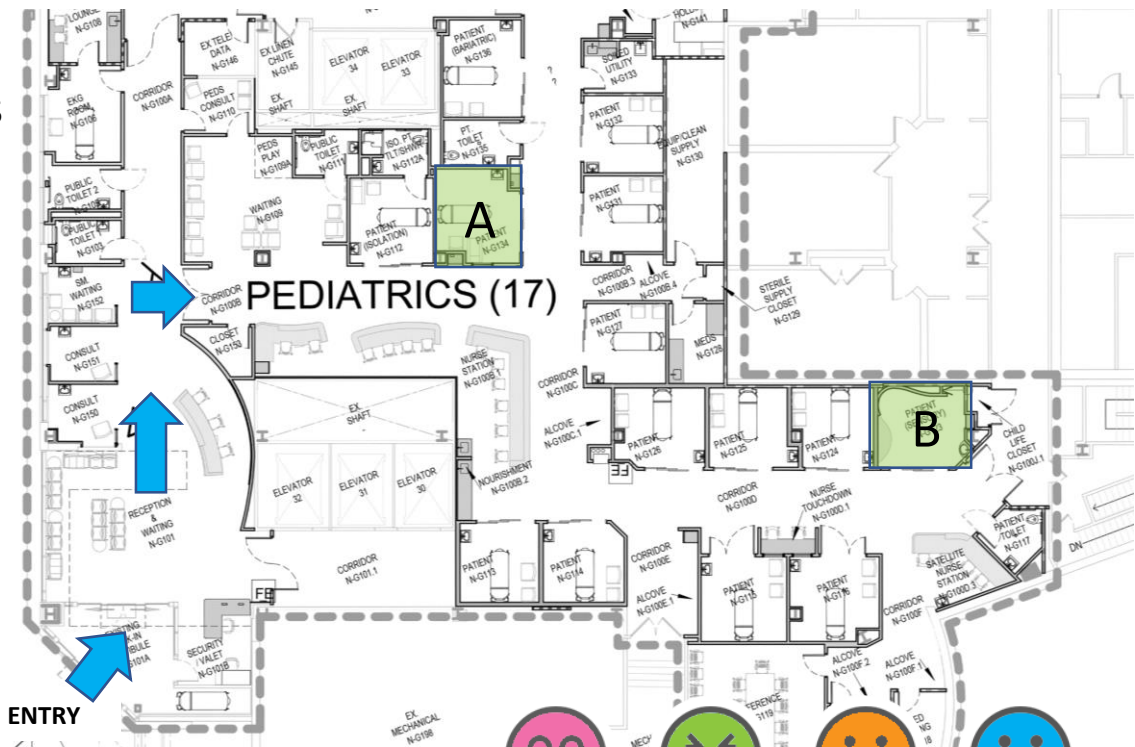 LOUNGE
N-G108
EX TELE/
DATA
N-G146
EX LINEN
CHUTE
N-G145
ELEVATOR
34
ELEVATOR
33
PATIENT
(BARIATRIC)
N-G136
SOILED
UTILITY
N-G133
N-G141
EKG
ROOM
N-G106
CORRIDOR
N-G100A
PEDS
CONSULT
N-G110
EX.
SHAFT
EX.
SHAFT
PATIENT
N-G132
EQUIP/CLEAN
SUPPLY
N-G130
PEDS
PLAY
N-G109A
PUBLIC
TOILET
N-G111
ISO. PT.
TLT/SHWR
N-G112A
PT.
TOILET
N-G135
PUBLIC
TOILET 2
WAITING
N-G109
PATIENT
(ISOLATION)
N-G112
A
PATIENT
N-G134
PATIENT
N-G131
PUBLIC
TOILET
N-G103
SM.
WAITING
N-G152
CORRIDOR
N-G100B
PEDIATRICS (17)
CORRIDOR
N-G100B.3
ALCOVE
N-G100B.4
STERILE
SUPPLY
CLOSET
N-G129
CLOSET
N-G153
PATIENT
N-G127
MEDS
N-G128
CONSULT
N-G151
NURSE
STATION
N-G100B.1
CORRIDOR
N-G100C
CONSULT
N-G150
EX.
SHAFT
ALCOVE
N-G100C.1
PATIENT
N-G126
PATIENT
N-G125
PATIENT
N-G124
PATIENT
B
CHILD
LIFE
CLOSET
N-G100J.1
ELEVATOR
32
ELEVATOR
31
ELEVATOR
30
NOURISHMENT
N-G100B.2
FE
CORRIDOR
N-G100D
NURSE
TOUCHDOWN
N-G100D.1
RECEPTION
&
WAITING
N-G101
PATIENT
TOILET
N-G117
DN
CORRIDOR
N-G101.1
PATIENT
N-G113
PATIENT
N-G114
CORRIDOR
N-G100E
PATIENT
N-G115
PATIENT
N-G116
SATELLITE
NURSE
STATION
N-G100D.3
FE
ALCOVE
N-G100E.1
CORRIDOR
N-G100F
SECURITY
/VALET
N-G101B
ALCOVE
N-G100F.2
ALCOVE
N-G100F.1
ENTRY
EX.
MECHANICAL
N-G198